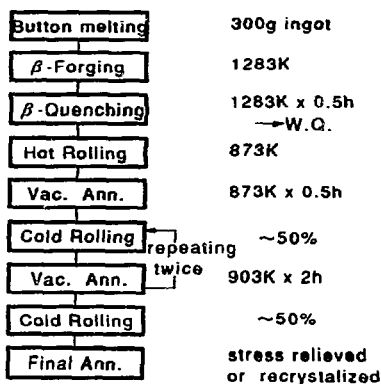 Button melting 300g ingot
β-Forging 1283K
β-Quenching 1283K x 0.5h
→W.Q.
Hot Rolling 873K
Vac. Ann. 873K x 0.5h
Cold Rolling ~50%
repeating
twice
Vac. Ann. 903K x 2h
Cold Rolling ~50%
Final Ann. stress relieved
or recrystalized